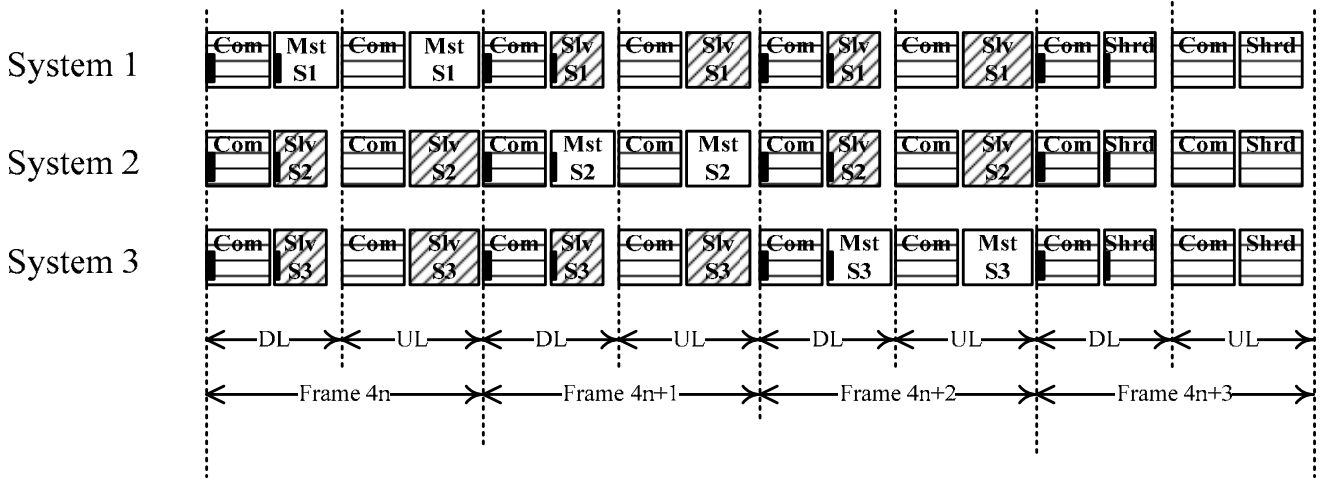 Com Mst Com Mst Com Slv Com Slv Com Slv Com Slv Com Shrd Com Shrd
System 1
S1 S1 S1 S1 S1 S1
Com Slv Com Slv Com Mst Com Mst Com Slv Com Slv Com Shrd Com Shrd
System 2
S2 S2 S2 S2 S2 S2
Com Slv Com Slv Com Slv Com Slv Com Mst Com Mst Com Shrd Com Shrd
System 3
S3 S3 S3 S3 S3 S3
DL UL DL UL DL UL DL UL
Frame 4n Frame 4n+1 Frame 4n+2 Frame 4n+3